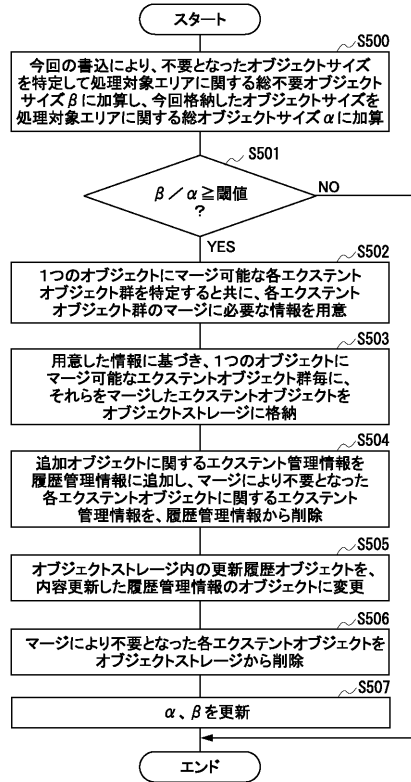 スタート
S500
今回の書込により、不要となったオブジェクトサイズ
を特定して処理対象エリアに関する総不要オブジェクト
サイズβに加算し、今回格納したオブジェクトサイズを
処理対象エリアに関する総オブジェクトサイズαに加算
S501
β/α≧閾値
?
NO
YES
S502
1つのオブジェクトにマージ可能な各エクステント
オブジェクト群を特定すると共に、各エクステント
オブジェクト群のマージに必要な情報を用意
S503
用意した情報に基づき、1つのオブジェクトに
マージ可能なエクステントオブジェクト群毎に、
それらをマージしたエクステントオブジェクトを
オブジェクトストレージに格納
S504
追加オブジェクトに関するエクステント管理情報を
履歴管理情報に追加し、マージにより不要となった
各エクステントオブジェクトに関するエクステント
管理情報を、履歴管理情報から削除
S505
オブジェクトストレージ内の更新履歴オブジェクトを、
内容更新した履歴管理情報のオブジェクトに変更
S506
マージにより不要となった各エクステントオブジェクトを
オブジェクトストレージから削除
S507
α、βを更新
エンド